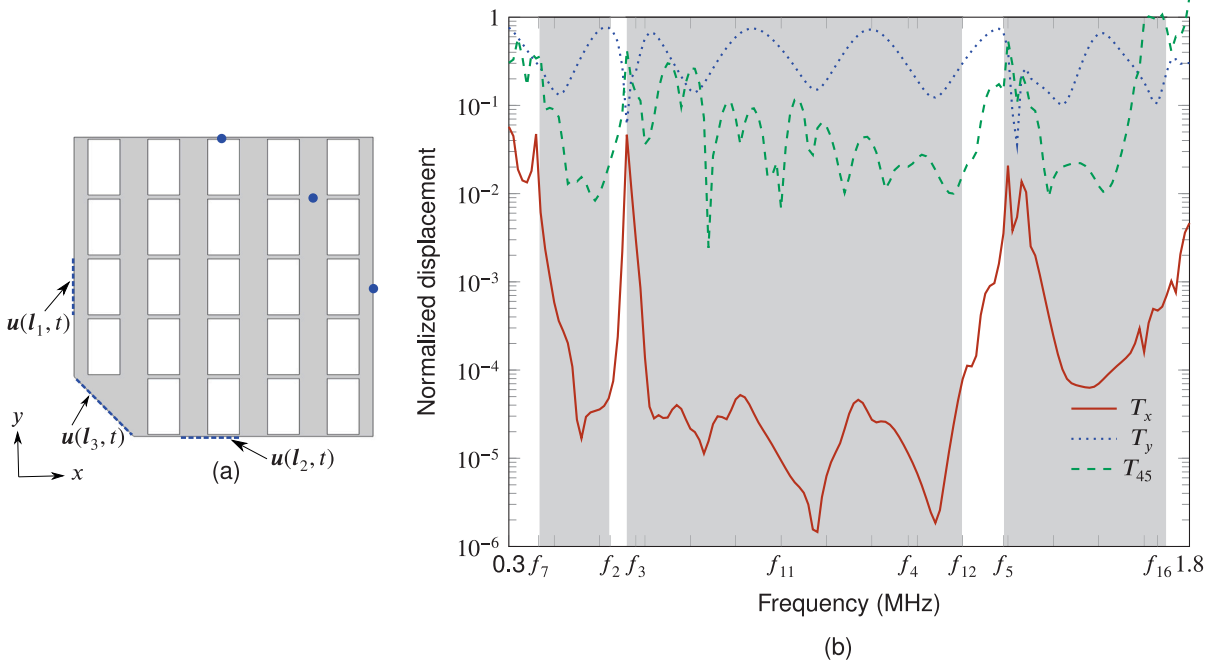 u(l₁, t)
u(l₃, t)
u(l₂, t)
y
x
(a)
Normalized displacement
1
10⁻¹
10⁻²
10⁻³
10⁻⁴
10⁻⁵
10⁻⁶
Tₓ
T_y
T₄₅
0.3 f₇ f₂ f₃ f₁₁ f₄ f₁₂ f₅ f₁₆ 1.8
Frequency (MHz)
(b)